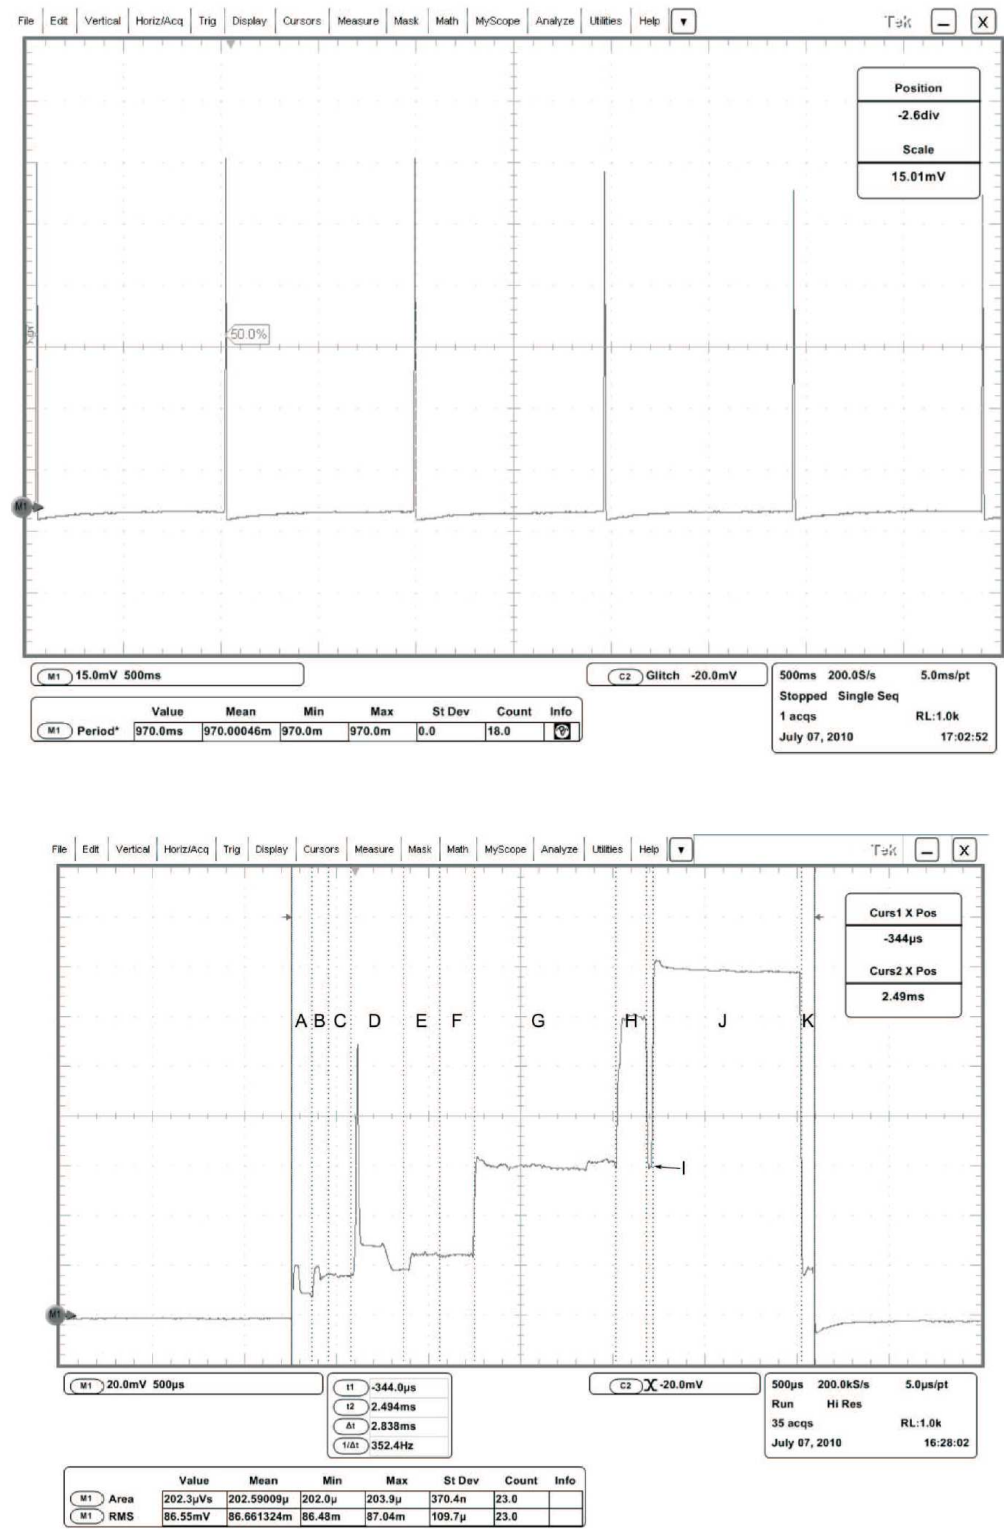 File Edit Vertical Horiz/Acq Trig Display Cursors Measure Mask Math MyScope Analyze Utilities Help Tek X
Position
-2.6div
Scale
15.01mV
50.0%
M1
M1 15.0mV 500ms
C2 Glitch -20.0mV
500ms 200.0S/s 5.0ms/pt
Stopped Single Seq
1 acqs RL:1.0k
July 07, 2010 17:02:52
Value Mean Min Max St Dev Count Info
M1 Period* 970.0ms 970.00046m 970.0m 970.0m 0.0 18.0
File Edit Vertical Horiz/Acq Trig Display Cursors Measure Mask Math MyScope Analyze Utilities Help Tek X
Curs1 X Pos
-344µs
Curs2 X Pos
2.49ms
A B C D E F G H J K
I
M1
M1 20.0mV 500µs
t1 -344.0µs
t2 2.494ms
Δt 2.838ms
1/Δt 352.4Hz
C2 -20.0mV
500µs 200.0kS/s 5.0µs/pt
Run Hi Res
35 acqs RL:1.0k
July 07, 2010 16:28:02
Value Mean Min Max St Dev Count Info
M1 Area 202.3µVs 202.59009µ 202.0µ 203.9µ 370.4n 23.0
M1 RMS 86.55mV 86.661324m 86.48m 87.04m 109.7µ 23.0